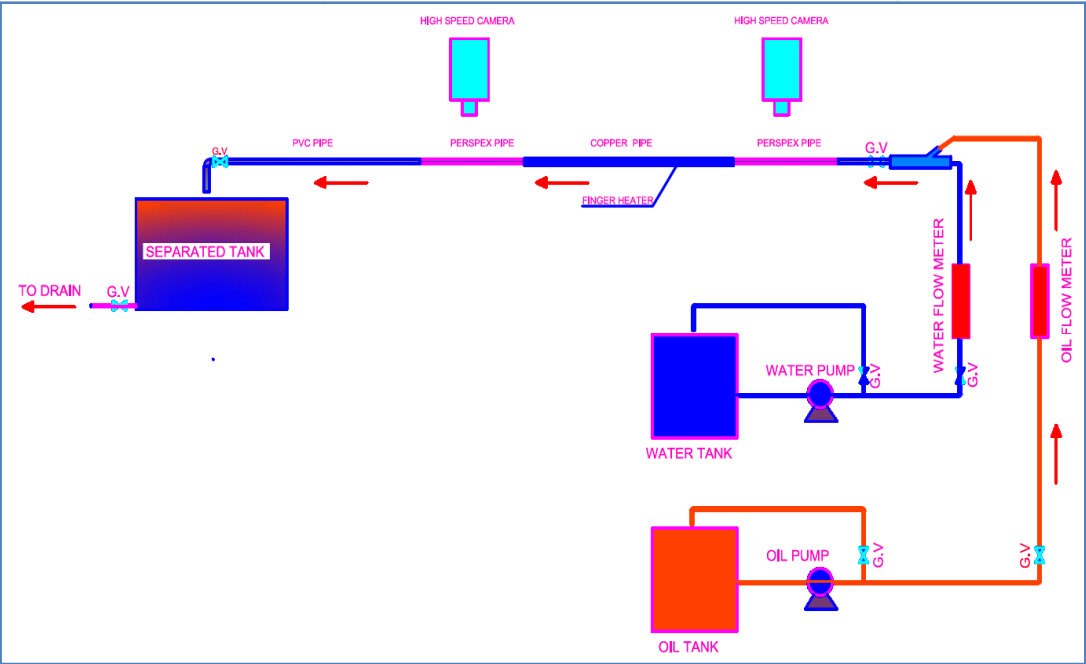 HIGH SPEED CAMERA
HIGH SPEED CAMERA
G.V
PVC PIPE
PERSPEX PIPE
COPPER PIPE
PERSPEX PIPE
G.V
FINGER HEATER
SEPARATED TANK
TO DRAIN
G.V
WATER FLOW METER
OIL FLOW METER
WATER PUMP
G.V
G.V
WATER TANK
OIL PUMP
G.V
G.V
OIL TANK